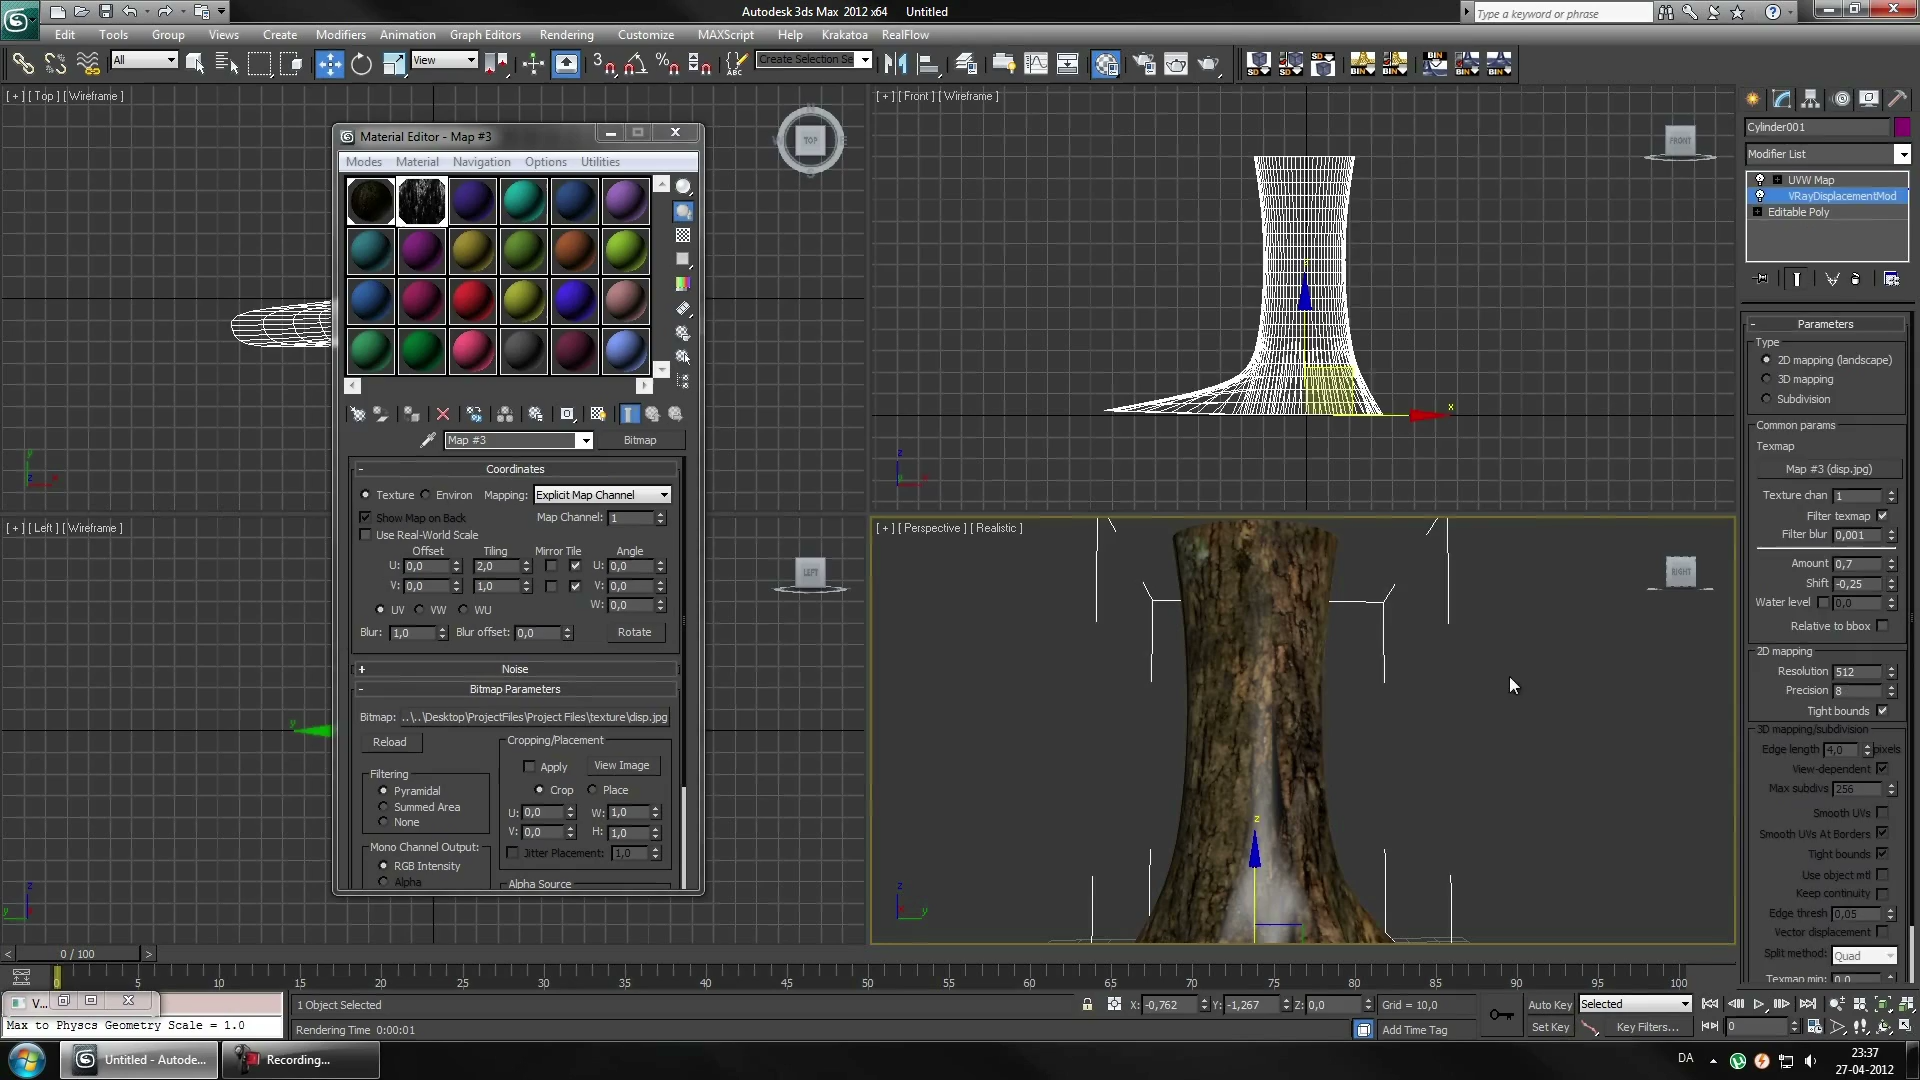 Autodesk 3ds Max 2012 x64 Untitled
Type a keyword or phrase
Edit Tools Group Views Create Modifiers Animation Graph Editors Rendering Customize MAXScript Help Krakatoa RealFlow
All
View
Create Selection Se
[ + ] [ Top ] [ Wireframe ]
TOP
[ + ] [ Front ] [ Wireframe ]
FRONT
[ + ] [ Left ] [ Wireframe ]
LEFT
[ + ] [ Perspective ] [ Realistic ]
RIGHT
Material Editor - Map #3
Modes Material Navigation Options Utilities
Map #3
Bitmap
- Coordinates
Texture Environ Mapping: Explicit Map Channel
Show Map on Back Map Channel: 1
Use Real-World Scale
Offset Tiling Mirror Tile Angle
U: 0,0 2,0 U: 0,0
V: 0,0 1,0 V: 0,0
W: 0,0
UV VW WU
Blur: 1,0 Blur offset: 0,0 Rotate
+ Noise
- Bitmap Parameters
Bitmap: ..\..\Desktop\ProjectFiles\Project Files\texture\disp.jpg
Reload
Cropping/Placement
Apply View Image
Crop Place
U: 0,0 W: 1,0
V: 0,0 H: 1,0
Jitter Placement: 1,0
Filtering
Pyramidal
Summed Area
None
Mono Channel Output:
RGB Intensity
Alpha
Alpha Source
Cylinder001
Modifier List
UVW Map
VRayDisplacementMod
Editable Poly
- Parameters
Type
2D mapping (landscape)
3D mapping
Subdivision
Common params
Texmap
Map #3 (disp.jpg)
Texture chan 1
Filter texmap
Filter blur 0,001
Amount 0,7
Shift -0,25
Water level 0,0
Relative to bbox
2D mapping
Resolution 512
Precision 8
Tight bounds
3D mapping/subdivision
Edge length 4,0 pixels
View-dependent
Max subdivs 256
Smooth UVs
Smooth UVs At Borders
Tight bounds
Use object mtl
Keep continuity
Edge thresh 0,05
Vector displacement
Split method: Quad
Texmap min: 0,0
< 0 / 100 >
0 5 10 15 20 25 30 35 40 45 50 55 60 65 70 75 80 85 90 95 100
V...
Max to Physcs Geometry Scale = 1.0
1 Object Selected
Rendering Time 0:00:01
X: -0,762 Y: -1,267 Z: 0,0 Grid = 10,0
Add Time Tag
Auto Key Selected
Set Key Key Filters...
0
Untitled - Autode...
Recording...
DA
23:37
27-04-2012